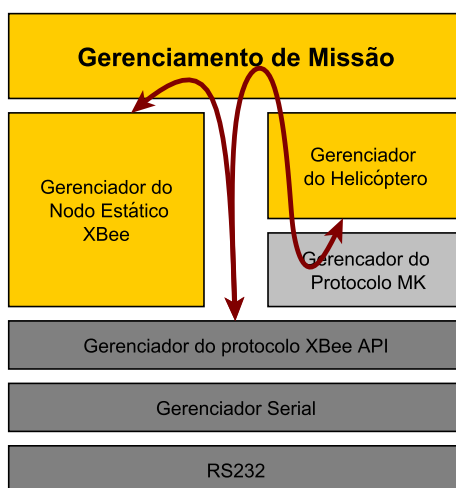 Gerenciamento de Missão
Gerenciador do
Nodo Estático
XBee
Gerenciador
do Helicóptero
Gerencador do
Protocolo MK
Gerenciador do protocolo XBee API
Gerenciador Serial
RS232